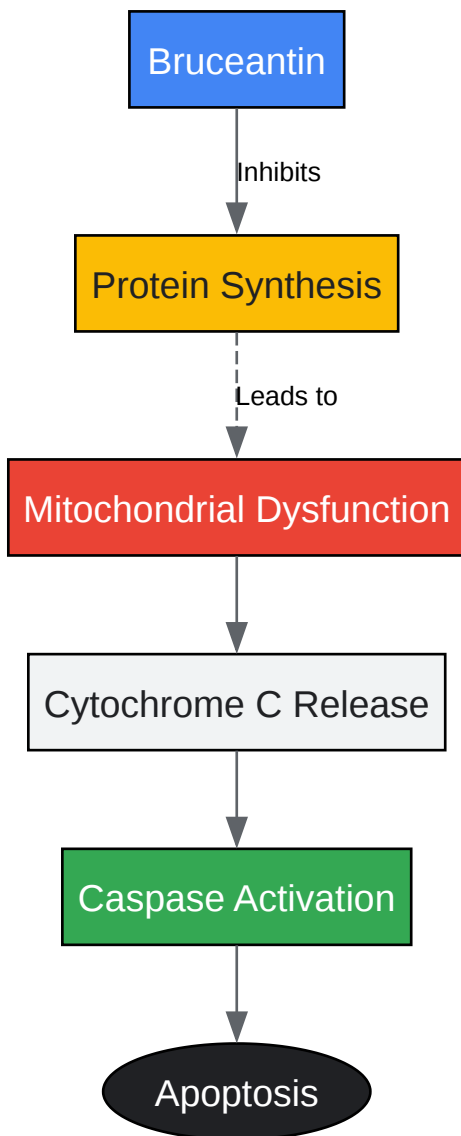 Bruceantin
Inhibits
Protein Synthesis
Leads to
Mitochondrial Dysfunction
Cytochrome C Release
Caspase Activation
Apoptosis